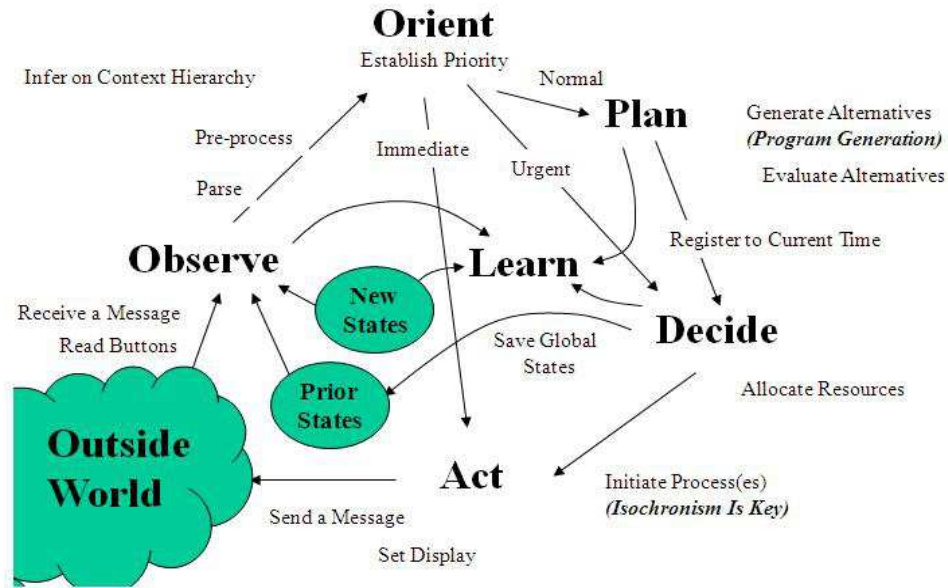 Orient
Establish Priority
Infer on Context Hierarchy
Normal
Plan
Generate Alternatives
(Program Generation)
Evaluate Alternatives
Pre-process
Immediate
Urgent
Parse
Register to Current Time
Observe
Learn
New
States
Receive a Message
Read Buttons
Save Global
States
Decide
Prior
States
Allocate Resources
Outside
World
Act
Initiate Process(es)
(Isochronism Is Key)
Send a Message
Set Display